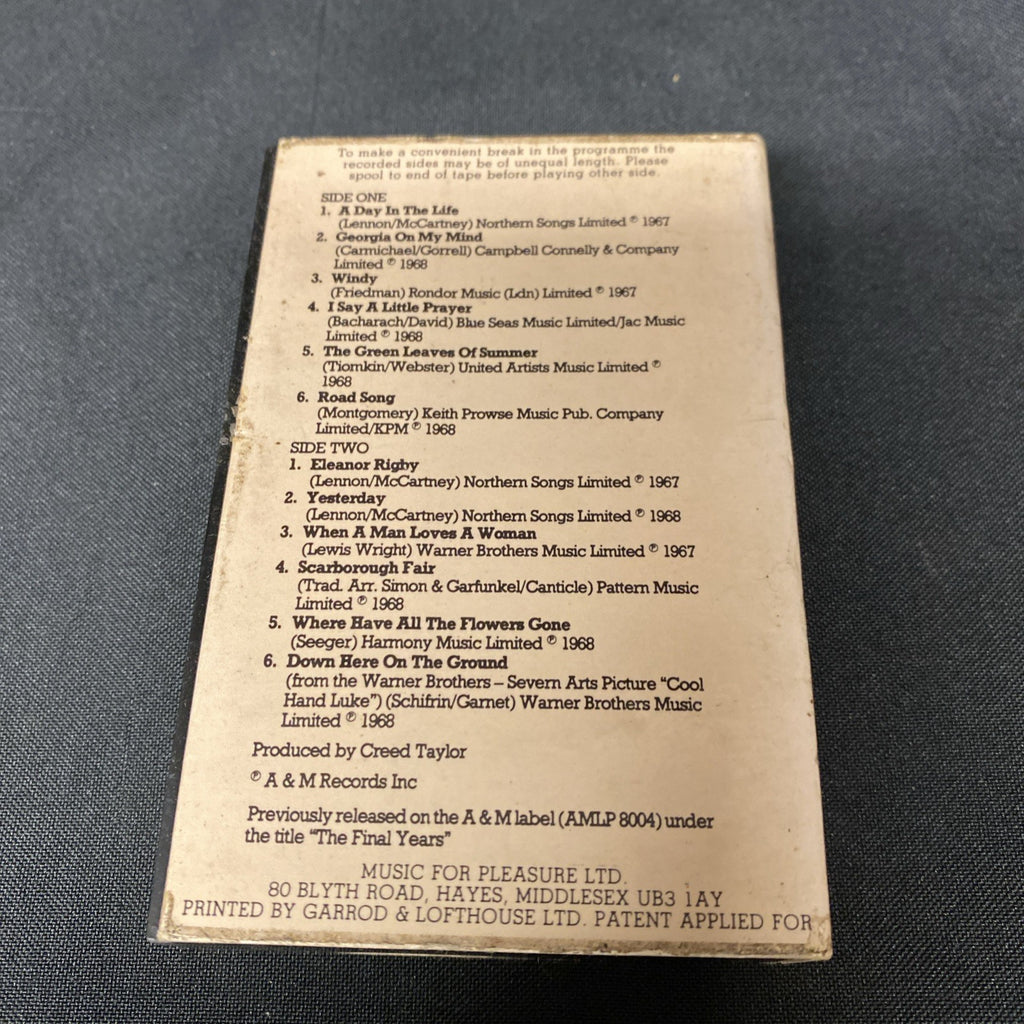 To make a convenient break in the programme the
recorded sides may be of unequal length. Please
spool to end of tape before playing other side.
SIDE ONE
1. A Day In The Life
(Lennon/McCartney) Northern Songs Limited ℗ 1967
2. Georgia On My Mind
(Carmichael/Gorrell) Campbell Connelly & Company
Limited ℗ 1968
3. Windy
(Friedman) Rondor Music (Ldn) Limited ℗ 1967
4. I Say A Little Prayer
(Bacharach/David) Blue Seas Music Limited/Jac Music
Limited ℗ 1968
5. The Green Leaves Of Summer
(Tiomkin/Webster) United Artists Music Limited ℗
1968
6. Road Song
(Montgomery) Keith Prowse Music Pub. Company
Limited/KPM ℗ 1968
SIDE TWO
1. Eleanor Rigby
(Lennon/McCartney) Northern Songs Limited ℗ 1967
2. Yesterday
(Lennon/McCartney) Northern Songs Limited ℗ 1968
3. When A Man Loves A Woman
(Lewis Wright) Warner Brothers Music Limited ℗ 1967
4. Scarborough Fair
(Trad. Arr. Simon & Garfunkel/Canticle) Pattern Music
Limited ℗ 1968
5. Where Have All The Flowers Gone
(Seeger) Harmony Music Limited ℗ 1968
6. Down Here On The Ground
(from the Warner Brothers – Severn Arts Picture "Cool
Hand Luke") (Schifrin/Garnet) Warner Brothers Music
Limited ℗ 1968
Produced by Creed Taylor
℗ A & M Records Inc
Previously released on the A & M label (AMLP 8004) under
the title "The Final Years"
MUSIC FOR PLEASURE LTD.
80 BLYTH ROAD, HAYES, MIDDLESEX UB3 1AY
PRINTED BY GARROD & LOFTHOUSE LTD. PATENT APPLIED FOR